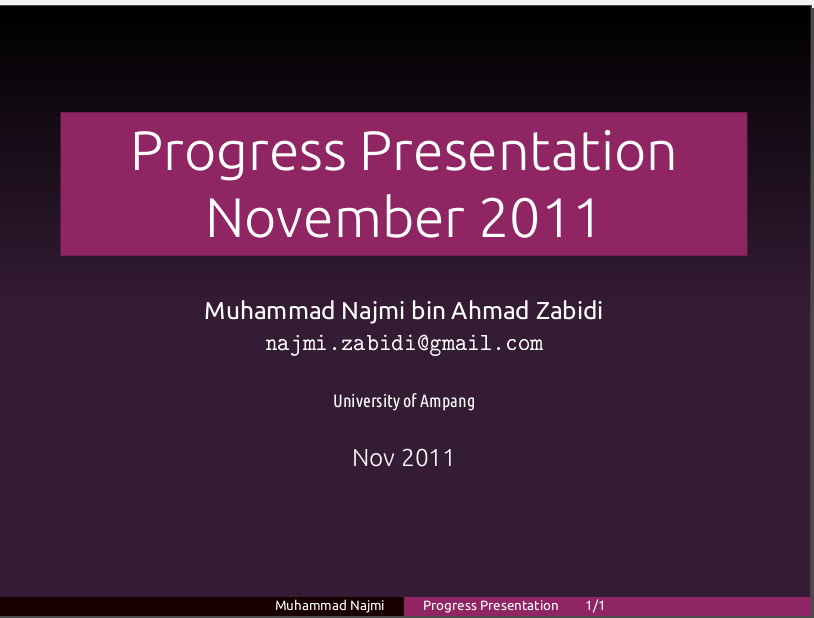 Progress Presentation
November 2011
Muhammad Najmi bin Ahmad Zabidi
najmi.zabidi@gmail.com
University of Ampang
Nov 2011
Muhammad Najmi Progress Presentation 1/1